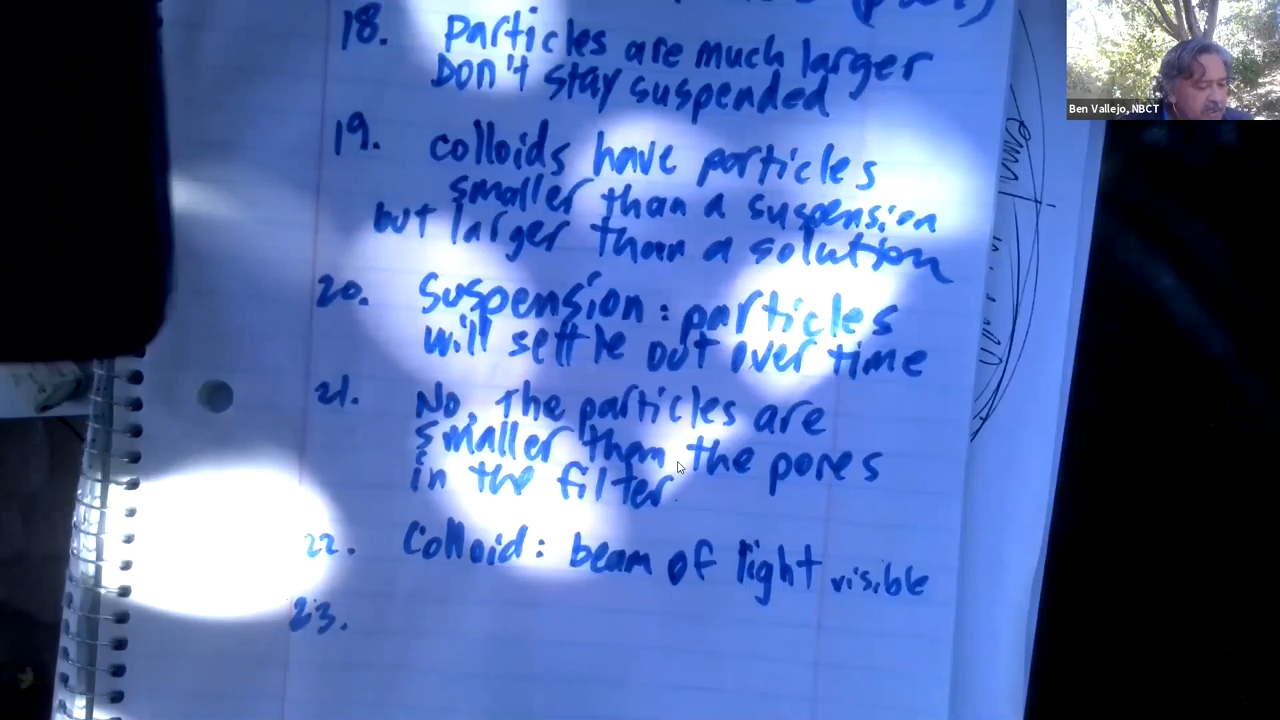 18. Particles are much larger
Don't stay suspended
19. colloids have particles
smaller than a suspension
but larger than a solution
20. Suspension: particles
will settle out over time
21. No, The particles are
smaller than the pores
in the filter.
22. Colloid: beam of light visible
23.
Ben Vallejo, NBCT